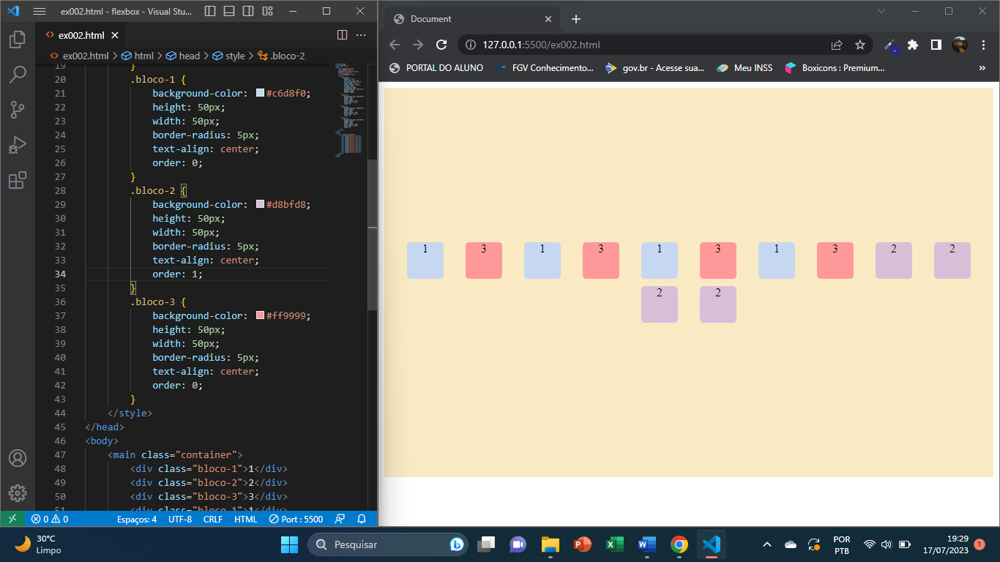 ex002.html - flexbox - Visual Stu...
ex002.html
ex002.html > html > head > style > .bloco-2
19 }
20 .bloco-1 {
21 background-color: #c6d8f0;
22 height: 50px;
23 width: 50px;
24 border-radius: 5px;
25 text-align: center;
26 order: 0;
27 }
28 .bloco-2 {
29 background-color: #d8bfd8;
30 height: 50px;
31 width: 50px;
32 border-radius: 5px;
33 text-align: center;
34 order: 1;
35 }
36 .bloco-3 {
37 background-color: #ff9999;
38 height: 50px;
39 width: 50px;
40 border-radius: 5px;
41 text-align: center;
42 order: 0;
43 }
44 </style>
45 </head>
46 <body>
47 <main class="container">
48 <div class="bloco-1">1</div>
49 <div class="bloco-2">2</div>
50 <div class="bloco-3">3</div>
51 <div class="bloco-1">1</div>
0 0 Espaços: 4 UTF-8 CRLF HTML Port : 5500
Document
127.0.0.1:5500/ex002.html
PORTAL DO ALUNO FGV Conhecimento... gov.br - Acesse sua... Meu INSS Boxicons : Premium... »
1 3 1 3 1 3 1 3 2 2
2 2
30°C
Limpo
Pesquisar
POR
PTB
19:29
17/07/2023
1